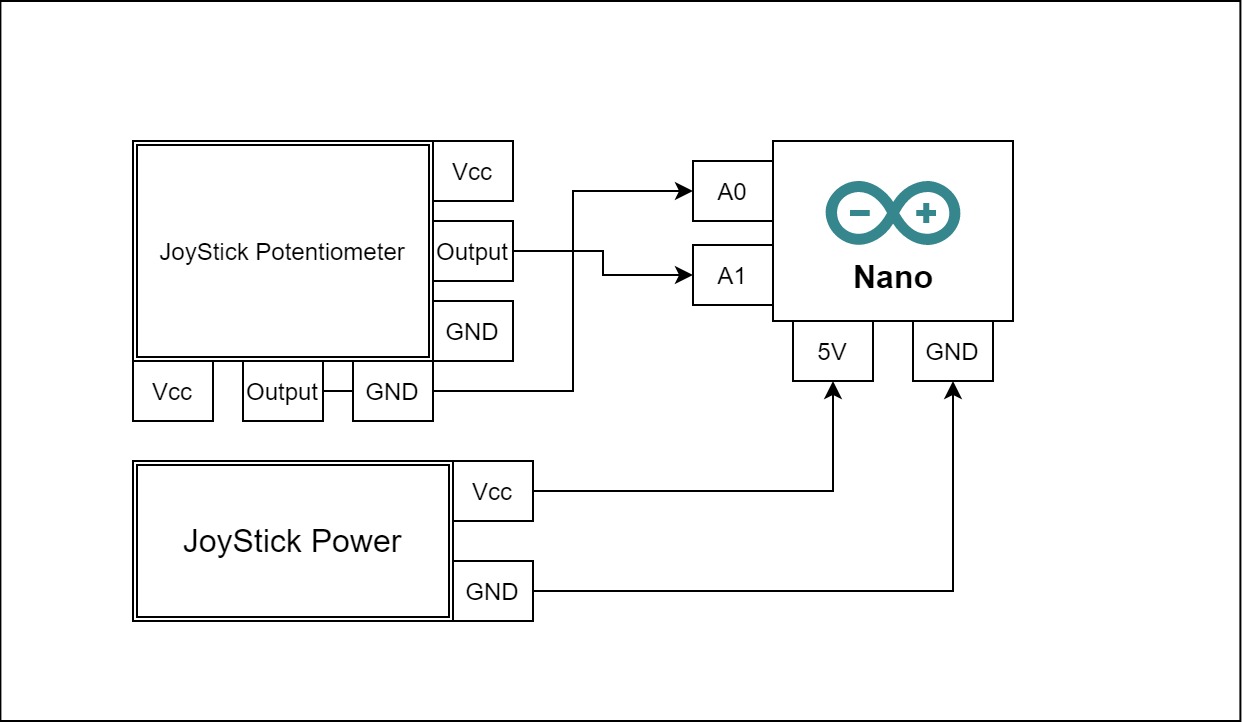 Vcc
JoyStick Potentiometer
Output
GND
Vcc
Output
GND
A0
A1
Nano
5V
GND
JoyStick Power
Vcc
GND